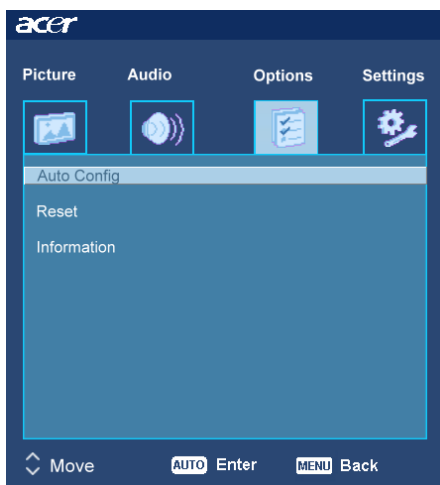 acer
Picture Audio Options Settings
Auto Config
Reset
Information
Move AUTO Enter MENU Back